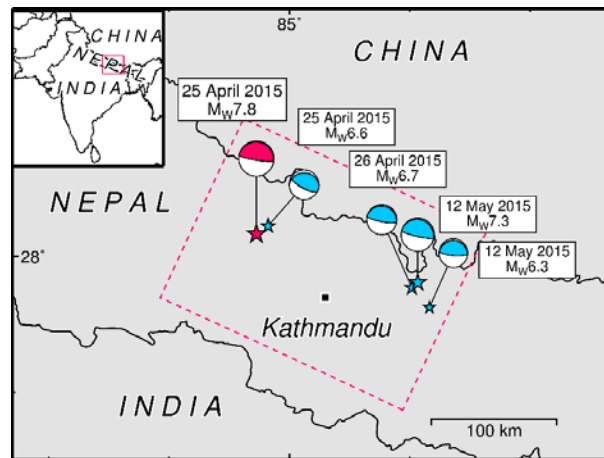 85
CHINA
NEPAL
INDIA
CHINA
25 April 2015
MW7.8
25 April 2015
MW6.6
26 April 2015
MW6.7
12 May 2015
MW7.3
12 May 2015
MW6.3
NEPAL
28
Kathmandu
INDIA
100 km